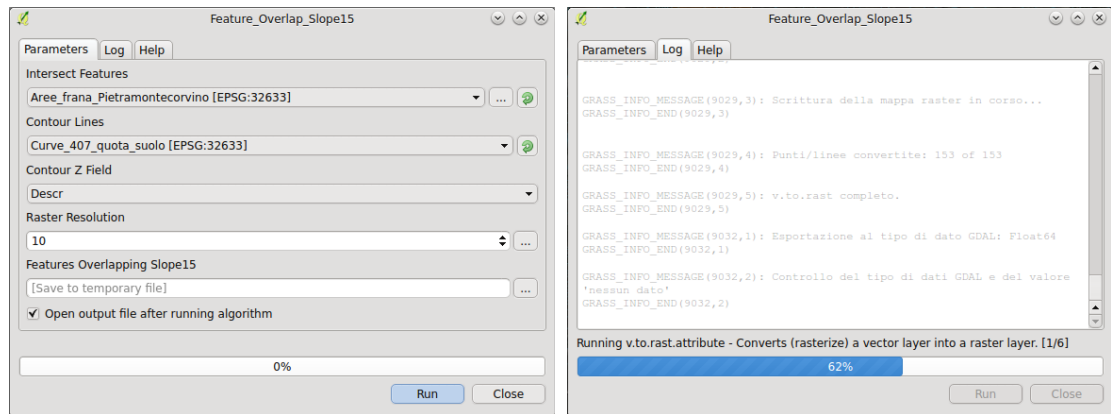 Feature_Overlap_Slope15
Parameters Log Help
Intersect Features
Aree_frana_Pietramontecorvino [EPSG:32633]
...
Contour Lines
Curve_407_quota_suolo [EPSG:32633]
Contour Z Field
Descr
Raster Resolution
10
...
Features Overlapping Slope15
[Save to temporary file]
...
Open output file after running algorithm
0%
Run Close
Feature_Overlap_Slope15
Parameters Log Help
GRASS_INFO_MESSAGE(9029,3): Scrittura della mappa raster in corso...
GRASS_INFO_END(9029,3)
GRASS_INFO_MESSAGE(9029,4): Punti/linee convertite: 153 of 153
GRASS_INFO_END(9029,4)
GRASS_INFO_MESSAGE(9029,5): v.to.rast completo.
GRASS_INFO_END(9029,5)
GRASS_INFO_MESSAGE(9032,1): Esportazione al tipo di dato GDAL: Float64
GRASS_INFO_END(9032,1)
GRASS_INFO_MESSAGE(9032,2): Controllo del tipo di dati GDAL e del valore
'nessun dato'
GRASS_INFO_END(9032,2)
Running v.to.rast.attribute - Converts (rasterize) a vector layer into a raster layer. [1/6]
62%
Run Close